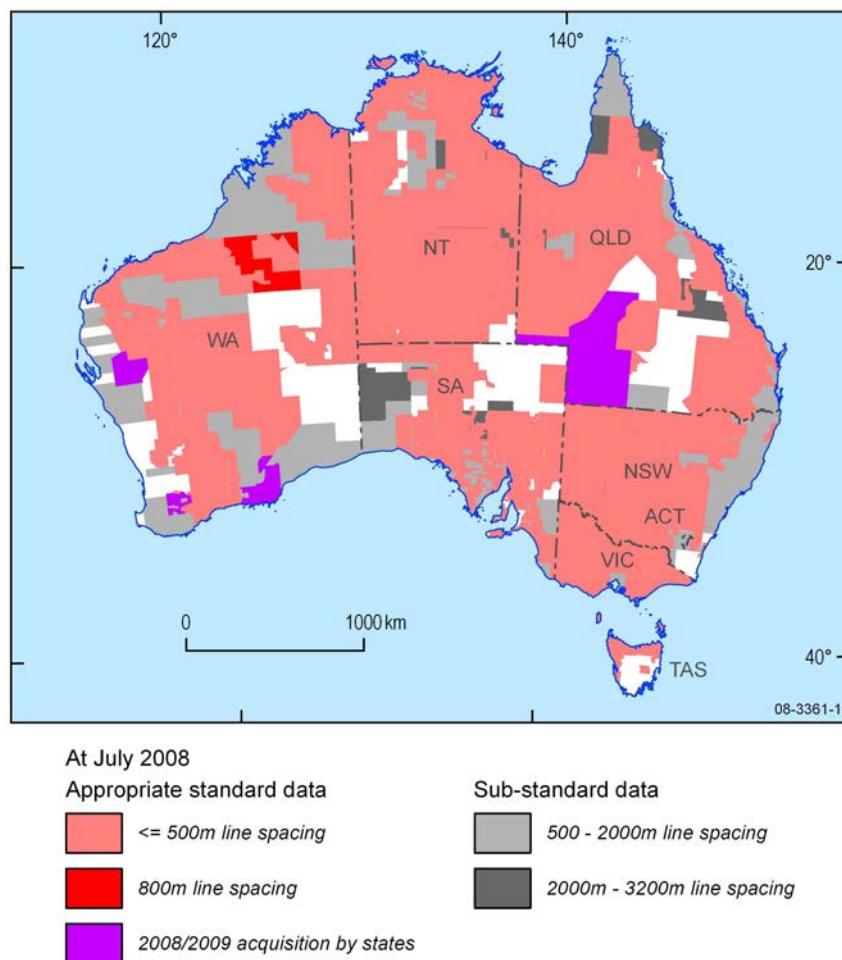 120° 140°
NT QLD 20°
WA
SA
NSW
ACT
VIC
0 1000 km
40°
TAS
08-3361-1
At July 2008
Appropriate standard data Sub-standard data
<= 500m line spacing 500 - 2000m line spacing
800m line spacing 2000m - 3200m line spacing
2008/2009 acquisition by states